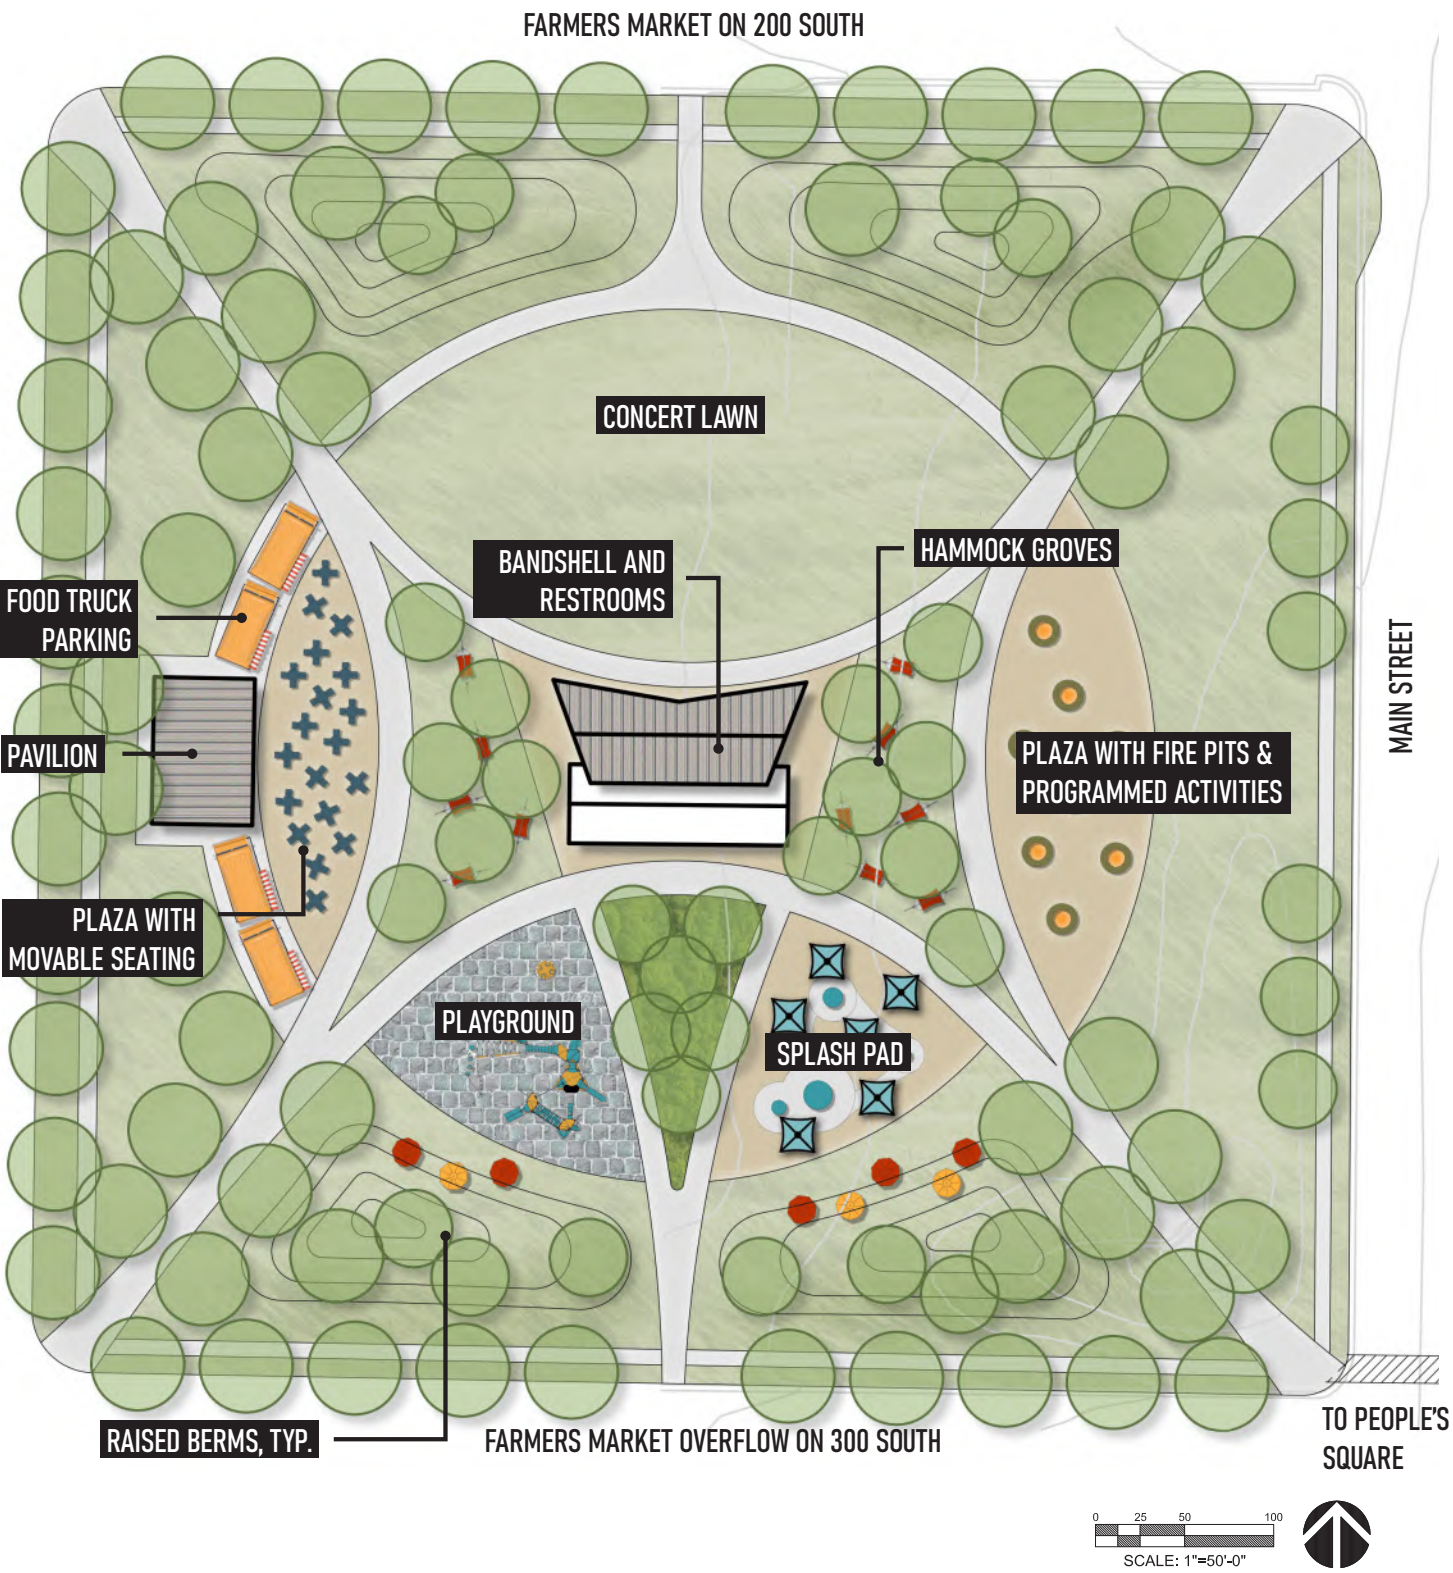 FARMERS MARKET ON 200 SOUTH
CONCERT LAWN
BANDSHELL AND
RESTROOMS
HAMMOCK GROVES
FOOD TRUCK
PARKING
MAIN STREET
PAVILION
PLAZA WITH FIRE PITS &
PROGRAMMED ACTIVITIES
PLAZA WITH
MOVABLE SEATING
PLAYGROUND
SPLASH PAD
RAISED BERMS, TYP.
FARMERS MARKET OVERFLOW ON 300 SOUTH
TO PEOPLE'S
SQUARE
0 25 50 100
SCALE: 1"=50'-0"